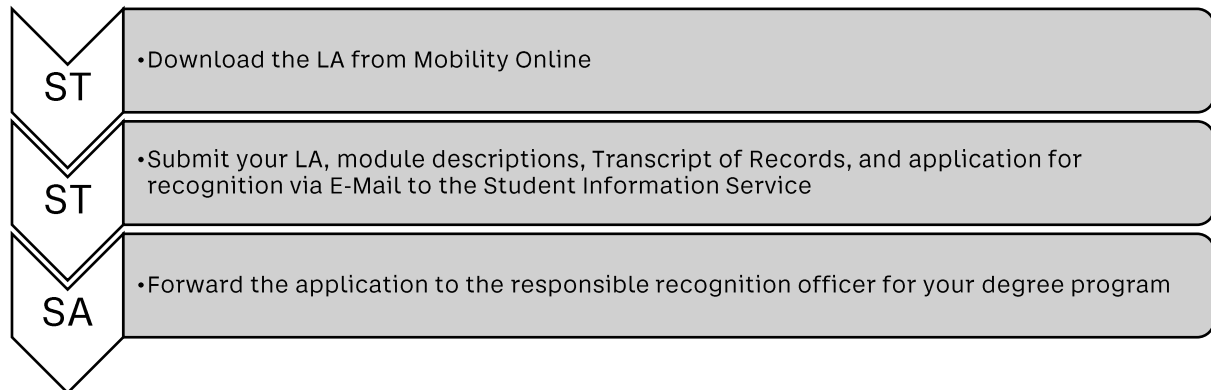 ST
•Download the LA from Mobility Online
ST
•Submit your LA, module descriptions, Transcript of Records, and application for
recognition via E-Mail to the Student Information Service
SA
•Forward the application to the responsible recognition officer for your degree program